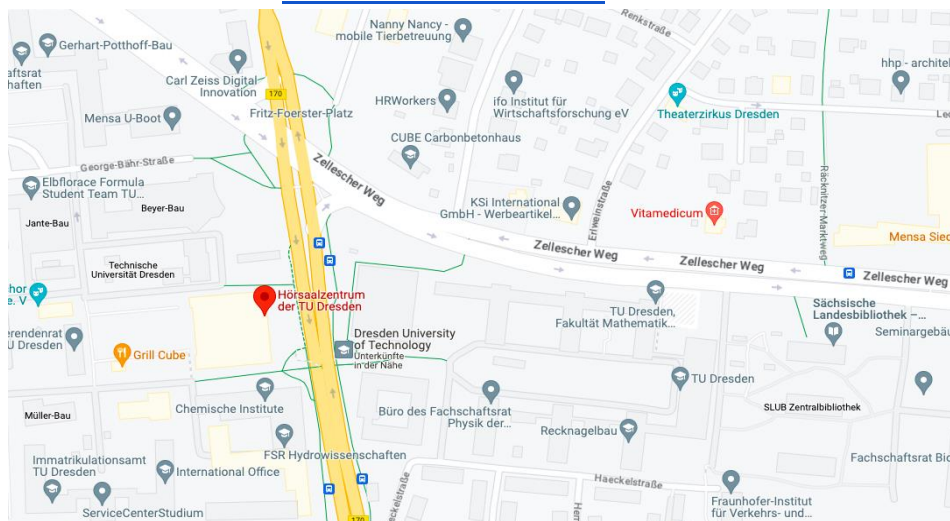 Nanny Nancy -
mobile Tierbetreuung
Renkstraße
Gerhart-Potthoff-Bau
aftsrat
haften
Carl Zeiss Digital
Innovation
hhp - architek
170
Fritz-Foerster-Platz
HRWorkers
ifo Institut für
Wirtschaftsforschung eV
Theaterzirkus Dresden
Mensa U-Boot
CUBE Carbonbetonhaus
George-Bähr-Straße
Zellescher Weg
Räcknitzer-Marktweg
Elbflorace Formula
Student Team TU...
Beyer-Bau
Jante-Bau
KSi International
GmbH - Werbeartikel...
Erlweinstraße
Vitamedicum
Mensa Sied
Zellescher Weg
Zellescher Weg
Zellescher Weg
Technische
Universität Dresden
hor
e. V
Hörsaalzentrum
der TU Dresden
TU Dresden,
Fakultät Mathematik...
Sächsische
Landesbibliothek –...
Seminargebäu
erendenrat
U Dresden
Grill Cube
Dresden University
of Technology
Unterkünfte
in der Nähe
TU Dresden
Müller-Bau
Chemische Institute
Büro des Fachschaftsrat
Physik der...
SLUB Zentralbibliothek
Recknagelbau
FSR Hydrowissenschaften
Fachschaftsrat Bio
Immatrikulationsamt
TU Dresden
International Office
Haeckelstraße
ServiceCenterStudium
Fraunhofer-Institut
für Verkehrs- und...
170